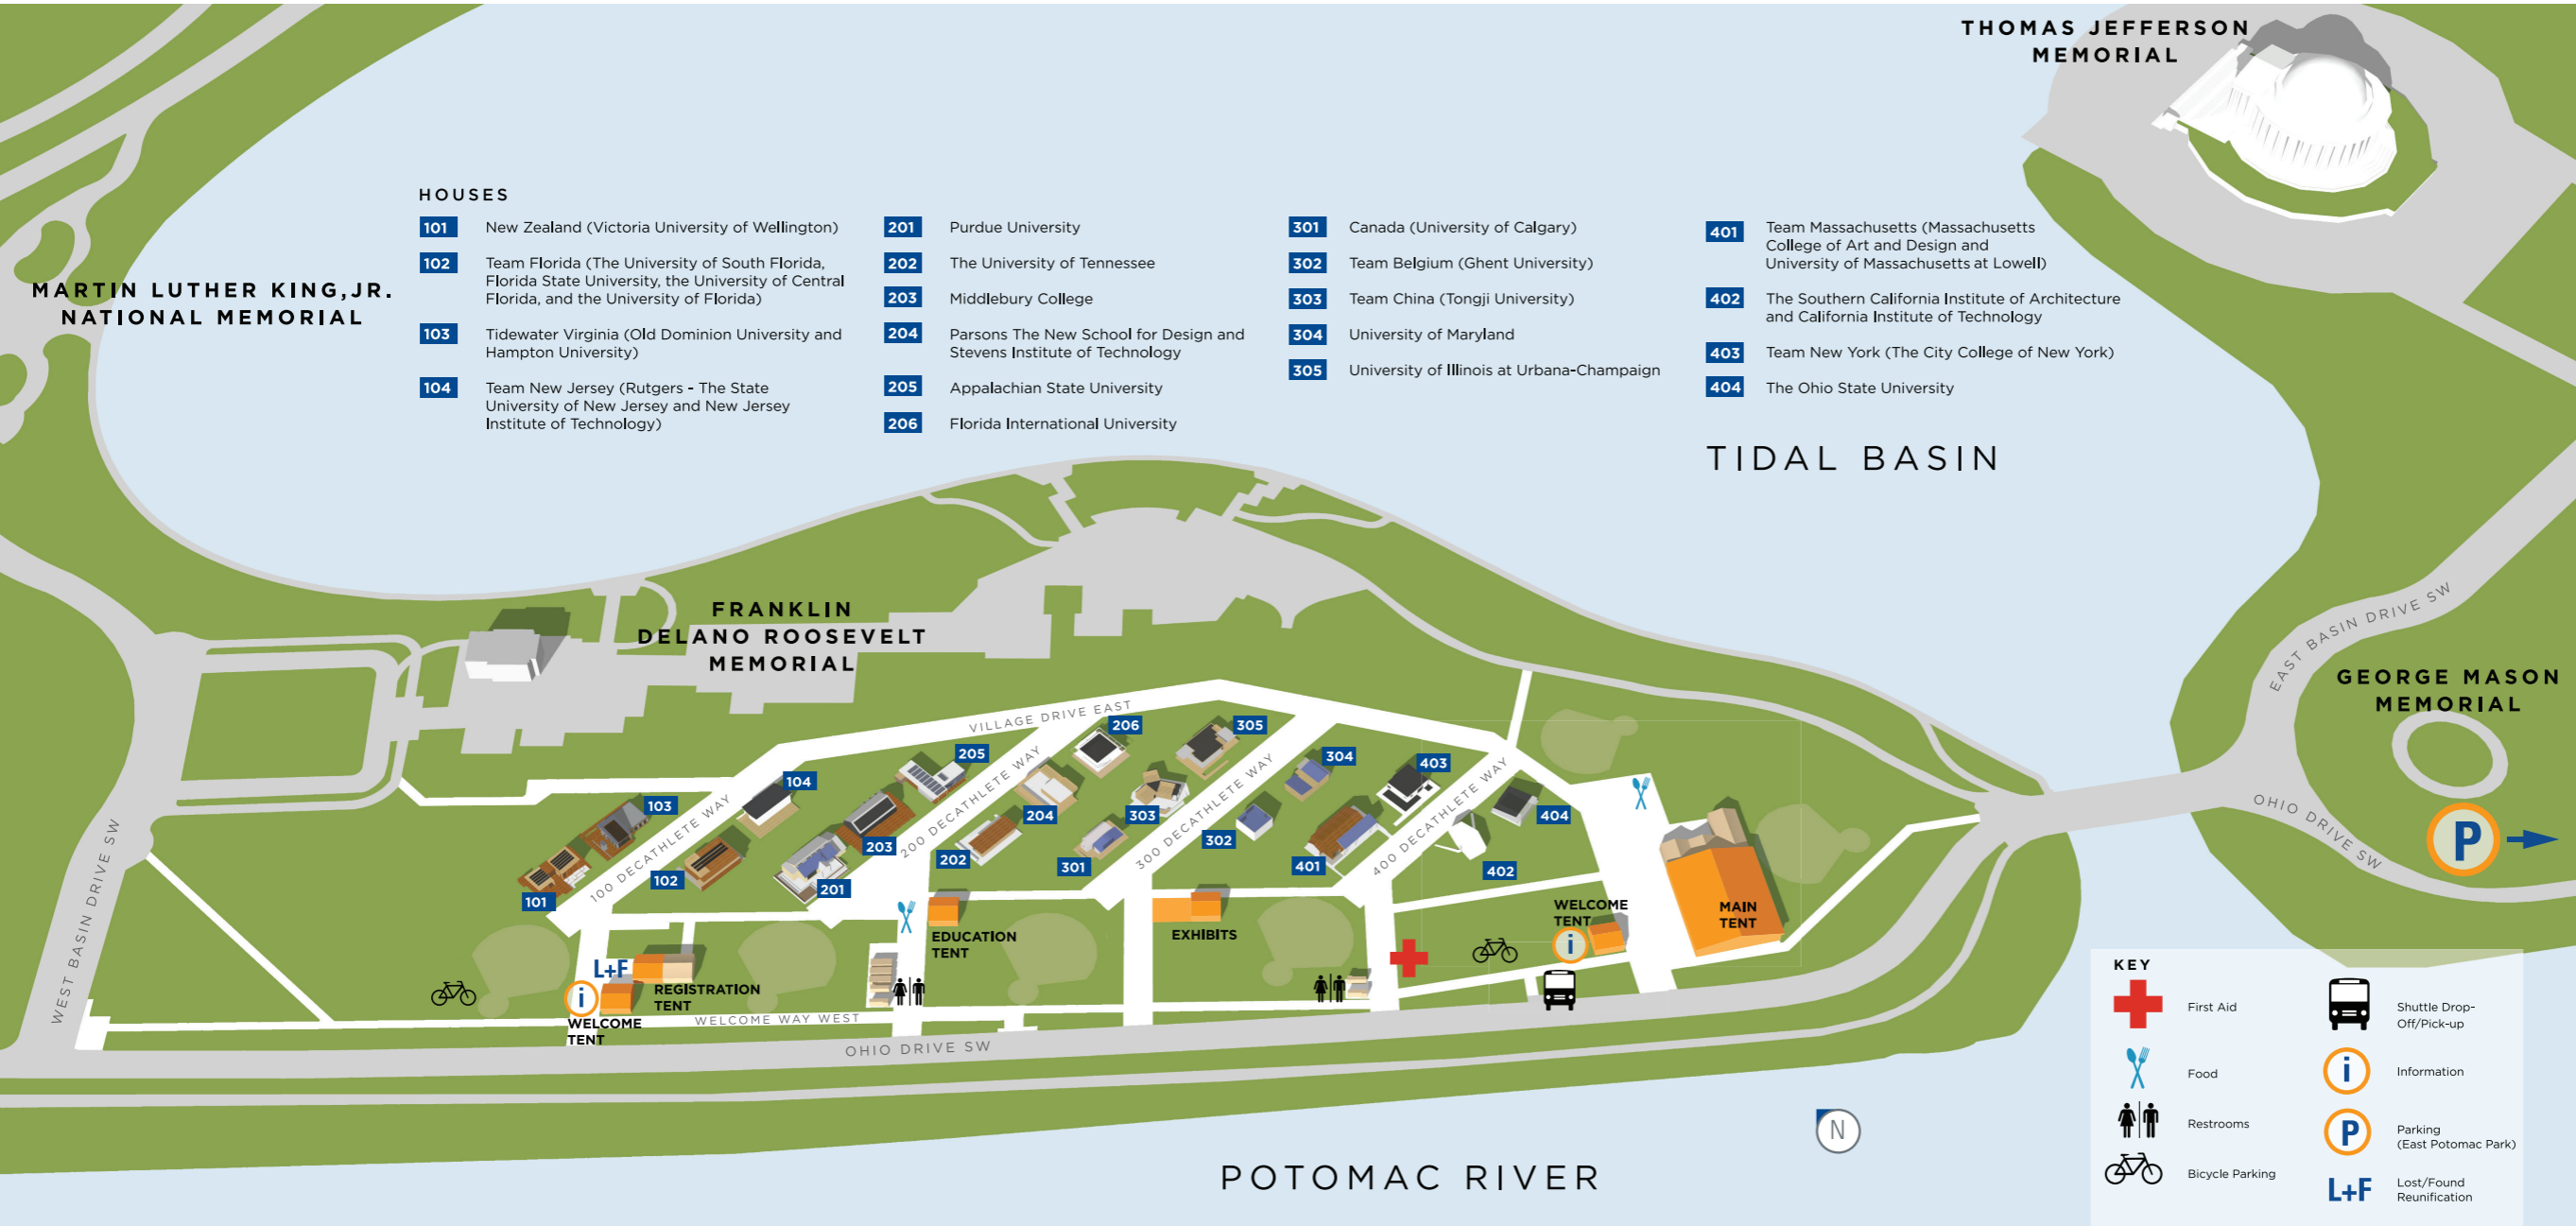 THOMAS JEFFERSON
MEMORIAL
HOUSES
101 New Zealand (Victoria University of Wellington)
102 Team Florida (The University of South Florida,
Florida State University, the University of Central
Florida, and the University of Florida)
103 Tidewater Virginia (Old Dominion University and
Hampton University)
104 Team New Jersey (Rutgers - The State
University of New Jersey and New Jersey
Institute of Technology)
201 Purdue University
202 The University of Tennessee
203 Middlebury College
204 Parsons The New School for Design and
Stevens Institute of Technology
205 Appalachian State University
206 Florida International University
301 Canada (University of Calgary)
302 Team Belgium (Ghent University)
303 Team China (Tongji University)
304 University of Maryland
305 University of Illinois at Urbana-Champaign
401 Team Massachusetts (Massachusetts
College of Art and Design and
University of Massachusetts at Lowell)
402 The Southern California Institute of Architecture
and California Institute of Technology
403 Team New York (The City College of New York)
404 The Ohio State University
MARTIN LUTHER KING,JR.
NATIONAL MEMORIAL
TIDAL BASIN
FRANKLIN
DELANO ROOSEVELT
MEMORIAL
EAST BASIN DRIVE SW
GEORGE MASON
MEMORIAL
OHIO DRIVE SW
P
VILLAGE DRIVE EAST
206
305
205
304
403
104
103
204
303
404
302
203
202
301
401
402
102
201
101
100 DECATHLETE WAY
200 DECATHLETE WAY
300 DECATHLETE WAY
400 DECATHLETE WAY
WEST BASIN DRIVE SW
EDUCATION
TENT
EXHIBITS
WELCOME
TENT
i
MAIN
TENT
L+F
REGISTRATION
TENT
i
WELCOME
TENT
WELCOME WAY WEST
OHIO DRIVE SW
N
POTOMAC RIVER
KEY
First Aid
Food
Restrooms
Bicycle Parking
Shuttle Drop-
Off/Pick-up
i Information
P Parking
(East Potomac Park)
L+F Lost/Found
Reunification